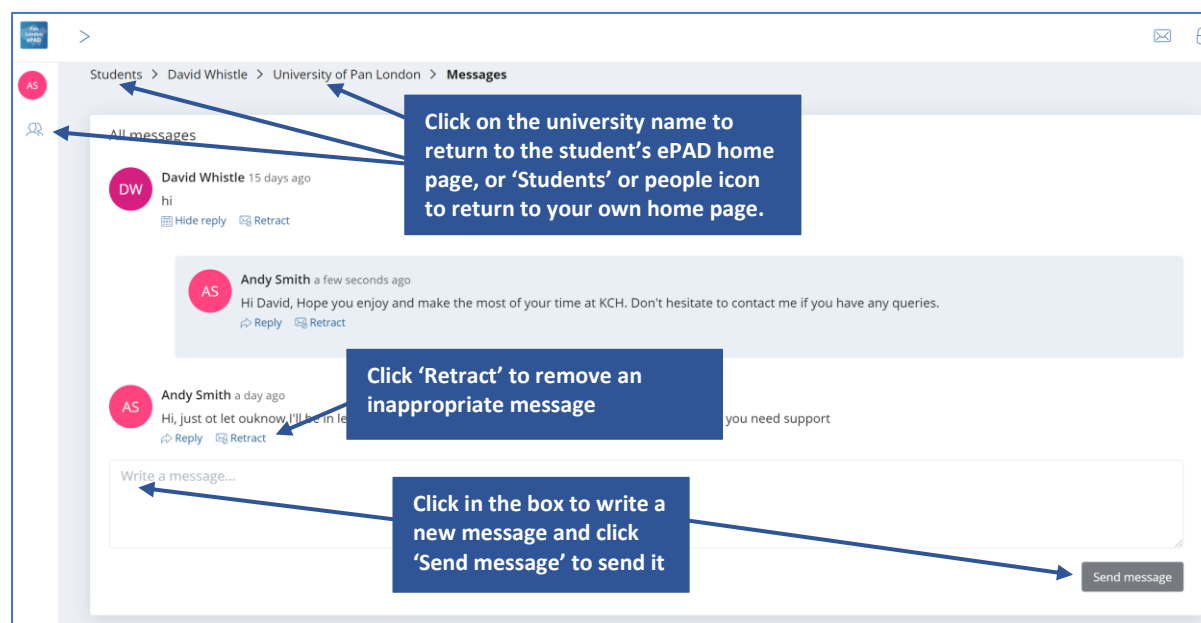 Pan
London
ePAD
>
Students > David Whistle > University of Pan London > Messages
AS
Click on the university name to
return to the student's ePAD home
page, or 'Students' or people icon
to return to your own home page.
All messages
DW
David Whistle 15 days ago
hi
Hide reply Retract
AS
Andy Smith a few seconds ago
Hi David, Hope you enjoy and make the most of your time at KCH. Don't hesitate to contact me if you have any queries.
Reply Retract
Click 'Retract' to remove an
inappropriate message
AS
Andy Smith a day ago
Hi, just ot let ouknow,I'll be in le you need support
Reply Retract
Write a message...
Click in the box to write a
new message and click
'Send message' to send it
Send message